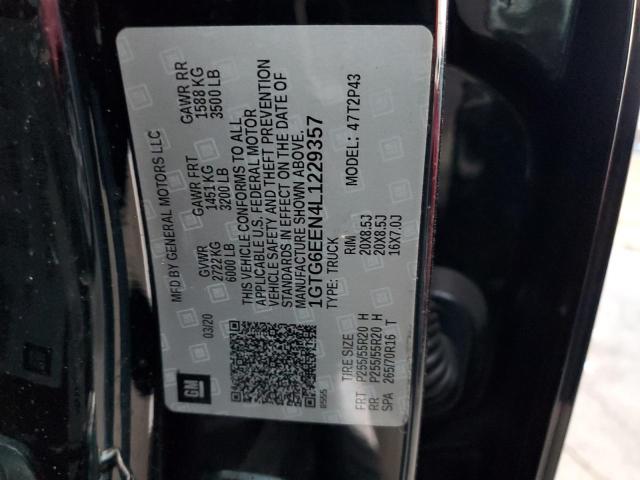 MFD BY GENERAL MOTORS LLC
03/20
GVWR GAWR FRT GAWR RR
2722 KG 1451 KG 1588 KG
6000 LB 3200 LB 3500 LB
THIS VEHICLE CONFORMS TO ALL
APPLICABLE U.S. FEDERAL MOTOR
VEHICLE SAFETY AND THEFT PREVENTION
STANDARDS IN EFFECT ON THE DATE OF
MANUFACTURE SHOWN ABOVE.
1GTG6EEN4L1229357
TYPE: TRUCK MODEL: 47T2P43
TIRE SIZE RIM
FRT P255/55R20 H 20X8.5J
RR P255/55R20 H 20X8.5J
SPA 265/70R16 T 16X7.0J
GM